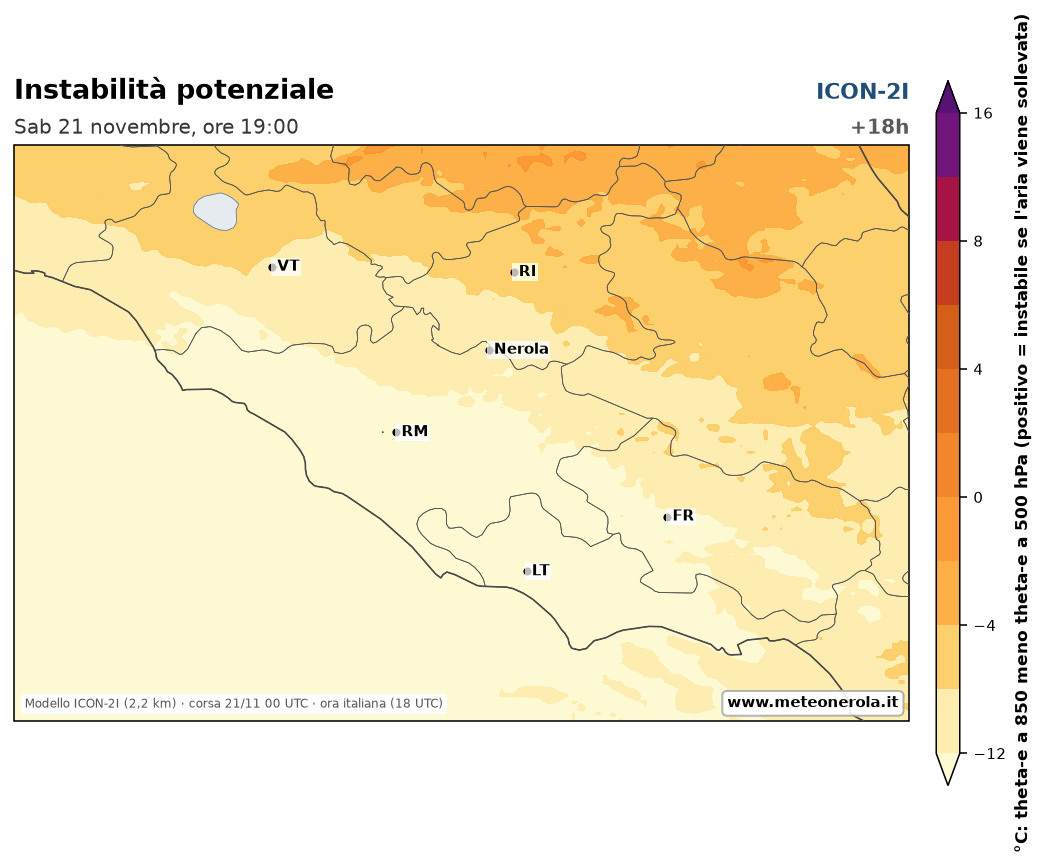 Instabilità potenziale
ICON-2I
Sab 21 novembre, ore 19:00
+18h
VT
RI
Nerola
RM
FR
LT
Modello ICON-2I (2,2 km) · corsa 21/11 00 UTC · ora italiana (18 UTC)
www.meteonerola.it
16
8
4
0
−4
−12
°C: theta-e a 850 meno theta-e a 500 hPa (positivo = instabile se l'aria viene sollevata)